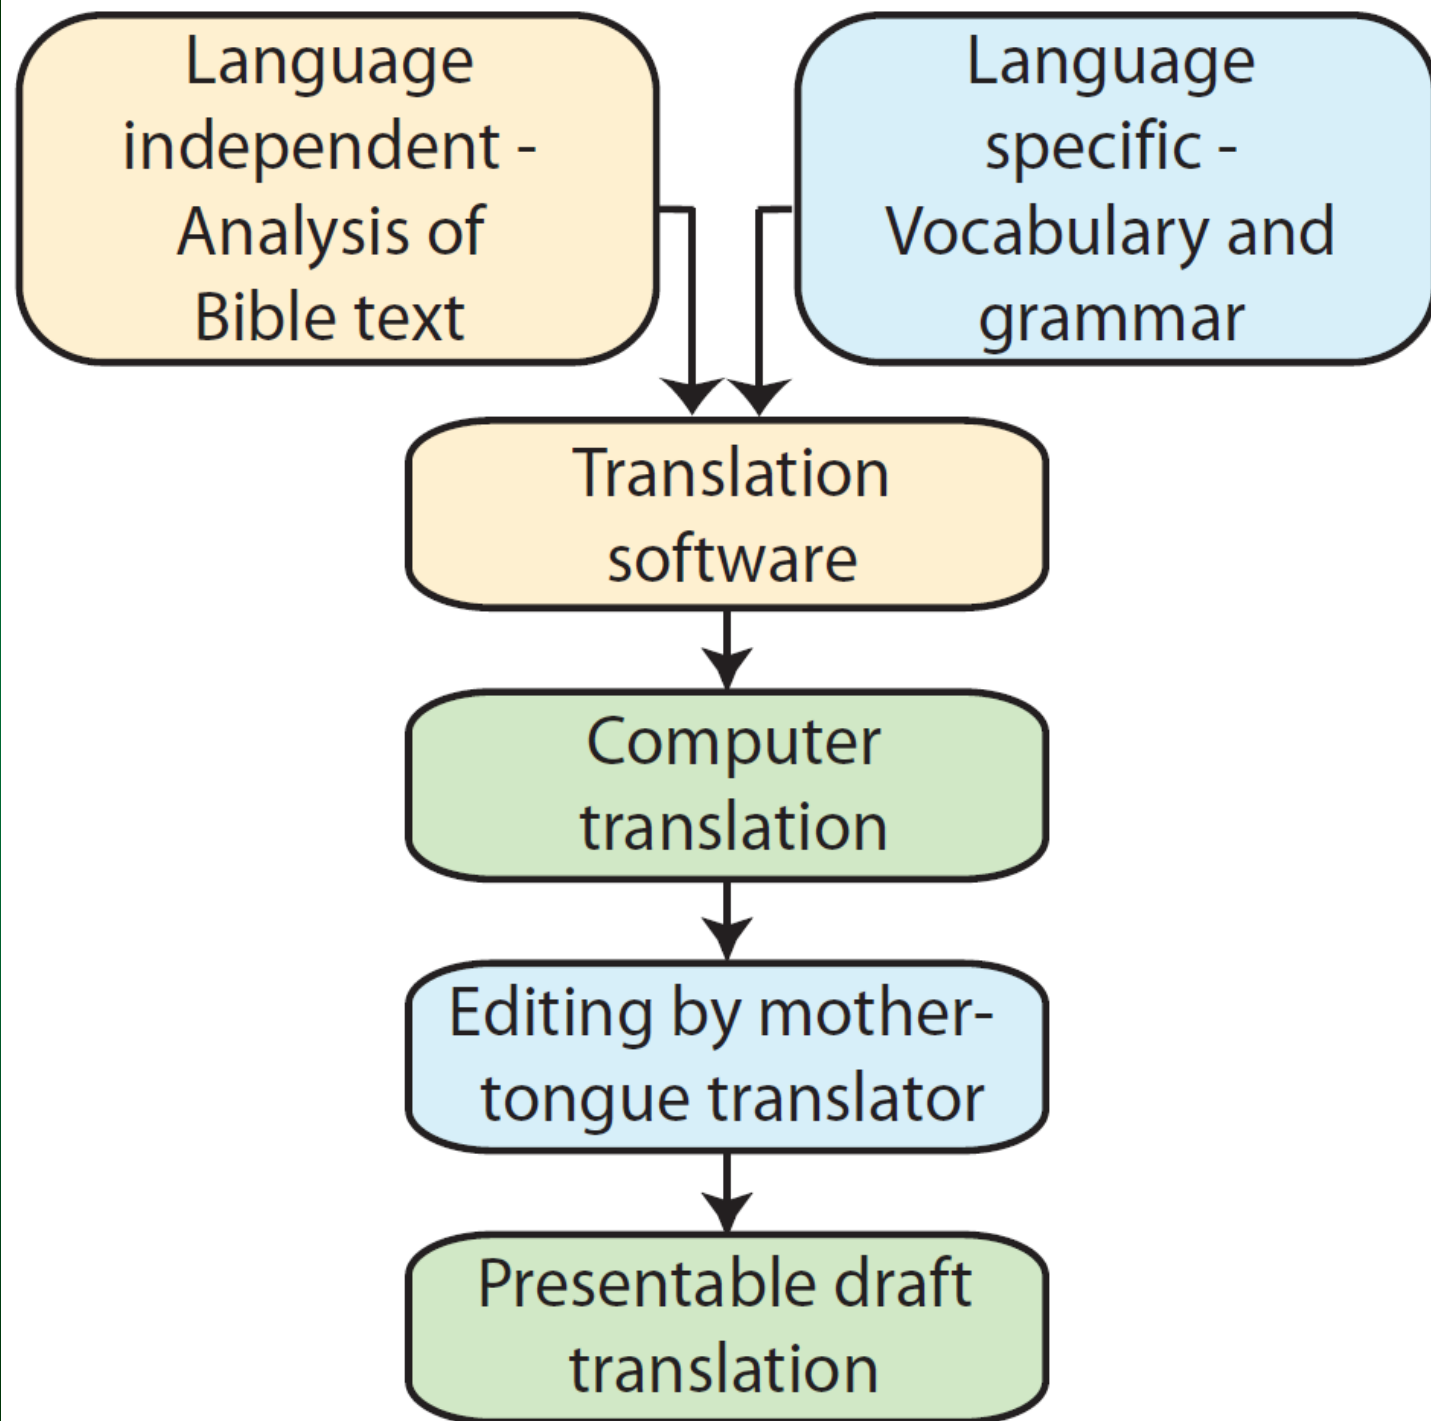 Language
independent -
Analysis of
Bible text
Language
specific -
Vocabulary and
grammar
Translation
software
Computer
translation
Editing by mother-
tongue translator
Presentable draft
translation